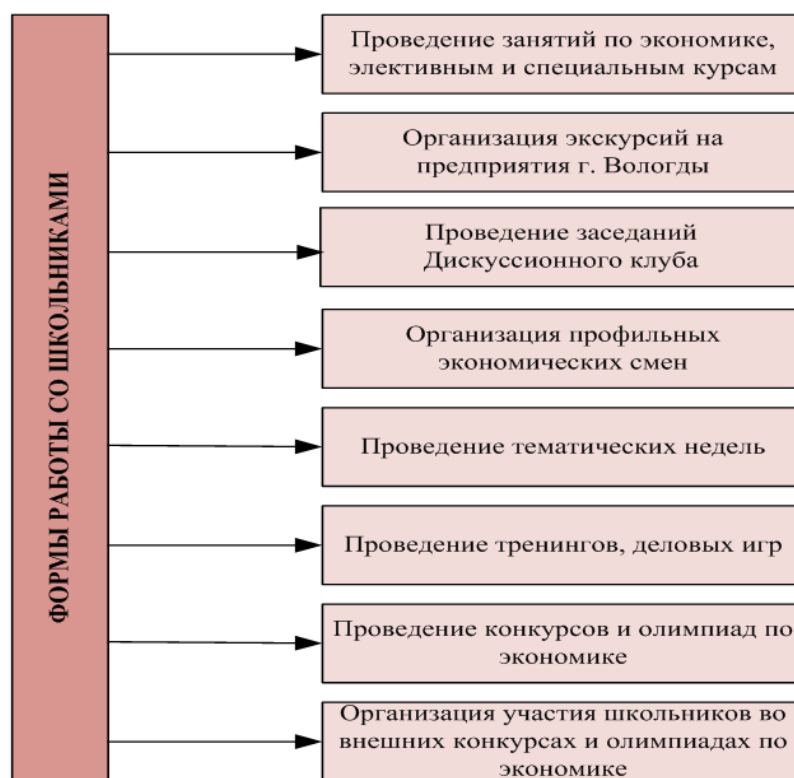 ФОРМЫ РАБОТЫ СО ШКОЛЬНИКАМИ
Проведение занятий по экономике,
элективным и специальным курсам
Организация экскурсий на
предприятия г. Вологды
Проведение заседаний
Дискуссионного клуба
Организация профильных
экономических смен
Проведение тематических недель
Проведение тренингов, деловых игр
Проведение конкурсов и олимпиад по
экономике
Организация участия школьников во
внешних конкурсах и олимпиадах по
экономике